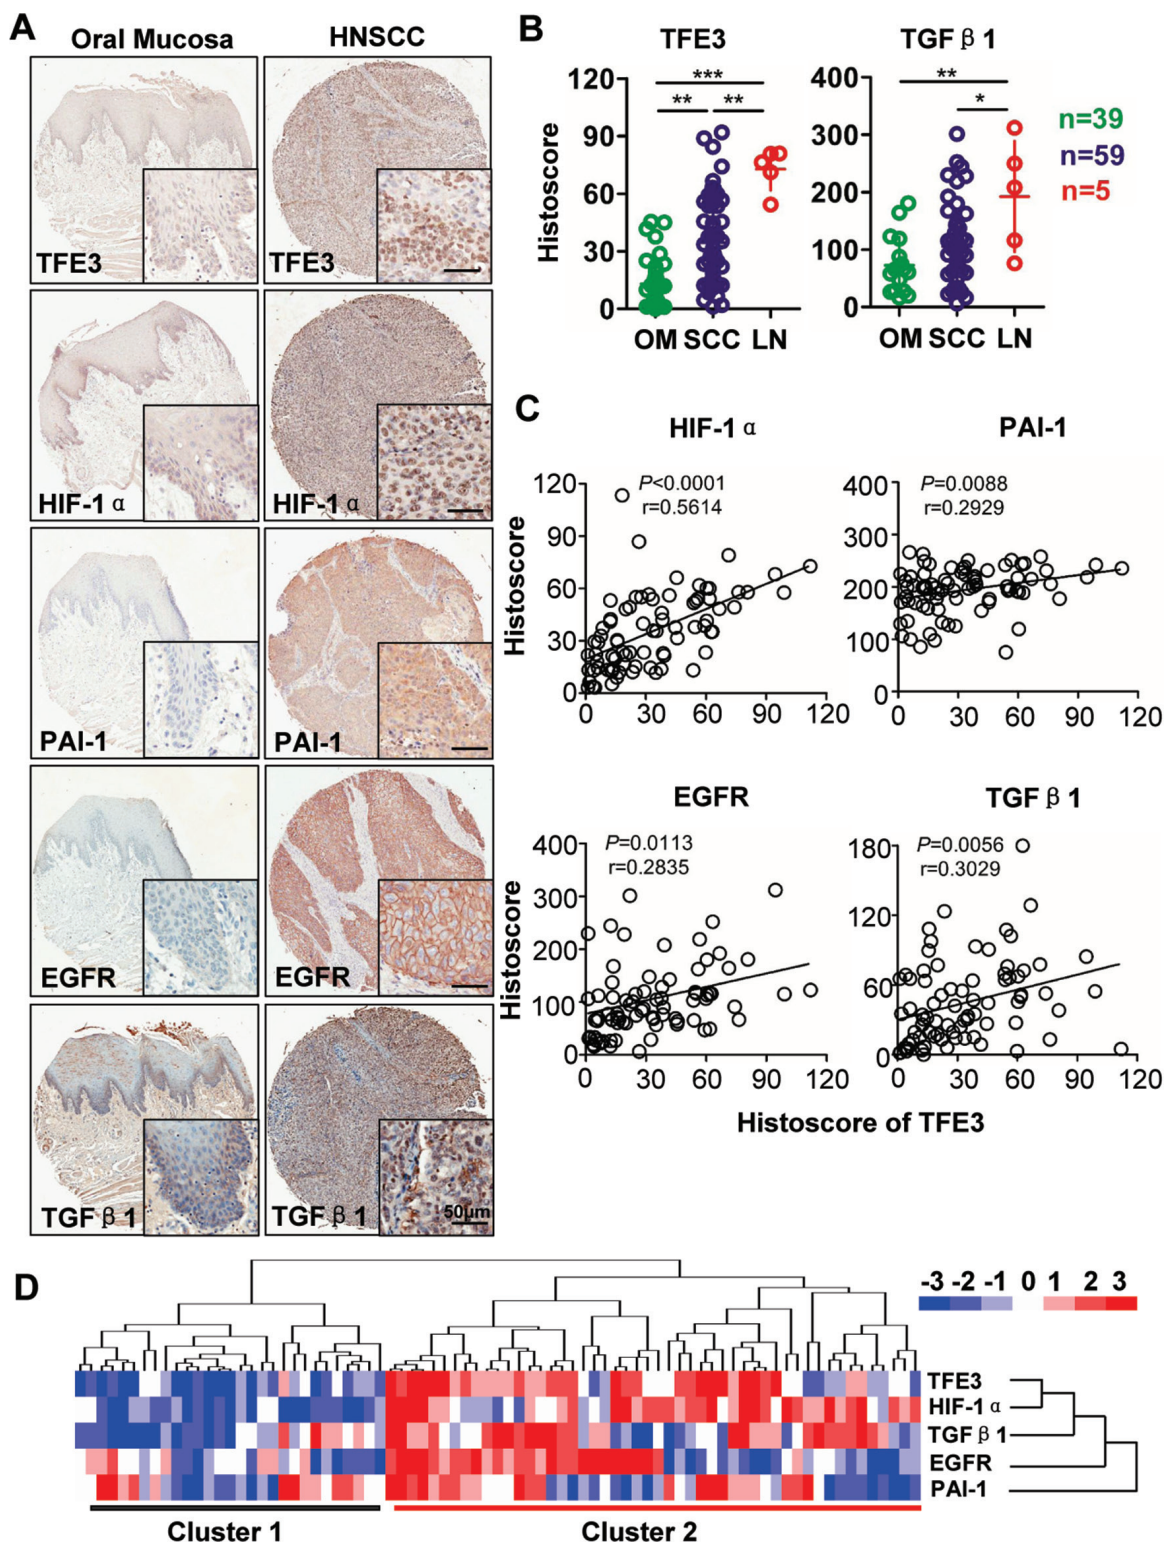 A
Oral Mucosa
HNSCC
TFE3
TFE3
HIF-1 α
HIF-1 α
PAI-1
PAI-1
EGFR
EGFR
TGF β 1
TGF β 1
50μm
B
TFE3
TGF β 1
Histoscore
120
90
60
30
0
***
**
**
OM SCC LN
400
300
200
100
0
**
*
OM SCC LN
n=39
n=59
n=5
C
HIF-1 α
PAI-1
Histoscore
120
90
60
30
0
P<0.0001
r=0.5614
0 30 60 90 120
400
300
200
100
0
P=0.0088
r=0.2929
0 30 60 90 120
EGFR
TGF β 1
Histoscore
400
300
200
100
0
P=0.0113
r=0.2835
0 30 60 90 120
180
120
60
0
P=0.0056
r=0.3029
0 30 60 90 120
Histoscore of TFE3
D
-3 -2 -1 0 1 2 3
TFE3
HIF-1 α
TGF β 1
EGFR
PAI-1
Cluster 1
Cluster 2